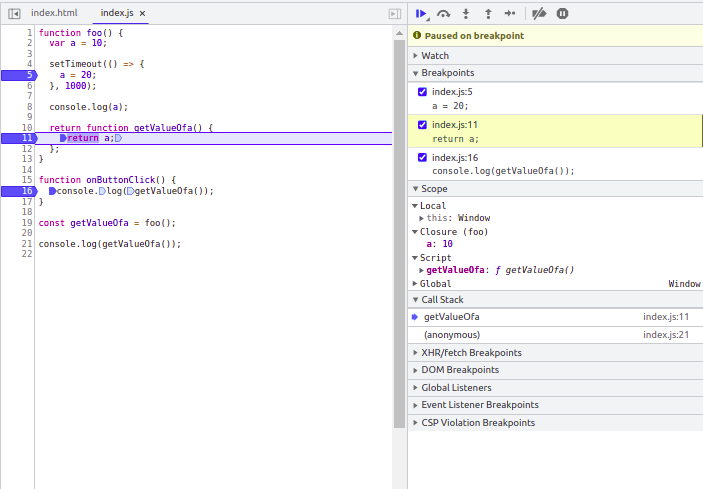 index.html index.js ×
1 function foo() {
2 var a = 10;
3
4 setTimeout(() => {
5 a = 20;
6 }, 1000);
7
8 console.log(a);
9
10 return function getValueOfa() {
11 return a;
12 };
13 }
14
15 function onButtonClick() {
16 console.log(getValueOfa());
17 }
18
19 const getValueOfa = foo();
20
21 console.log(getValueOfa());
22
Paused on breakpoint
Watch
Breakpoints
index.js:5
a = 20;
index.js:11
return a;
index.js:16
console.log(getValueOfa());
Scope
Local
this: Window
Closure (foo)
a: 10
Script
getValueOfa: ƒ getValueOfa()
Global Window
Call Stack
getValueOfa index.js:11
(anonymous) index.js:21
XHR/fetch Breakpoints
DOM Breakpoints
Global Listeners
Event Listener Breakpoints
CSP Violation Breakpoints